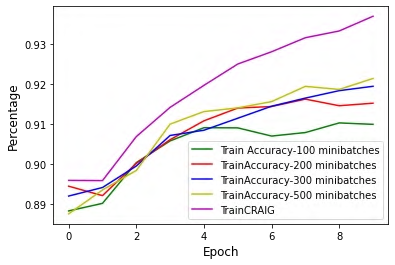 0.93
0.92
0.91
0.90
0.89
Percentage
Train Accuracy-100 minibatches
TrainAccuracy-200 minibatches
TrainAccuracy-300 minibatches
TrainAccuracy-500 minibatches
TrainCRAIG
0 2 4 6 8
Epoch